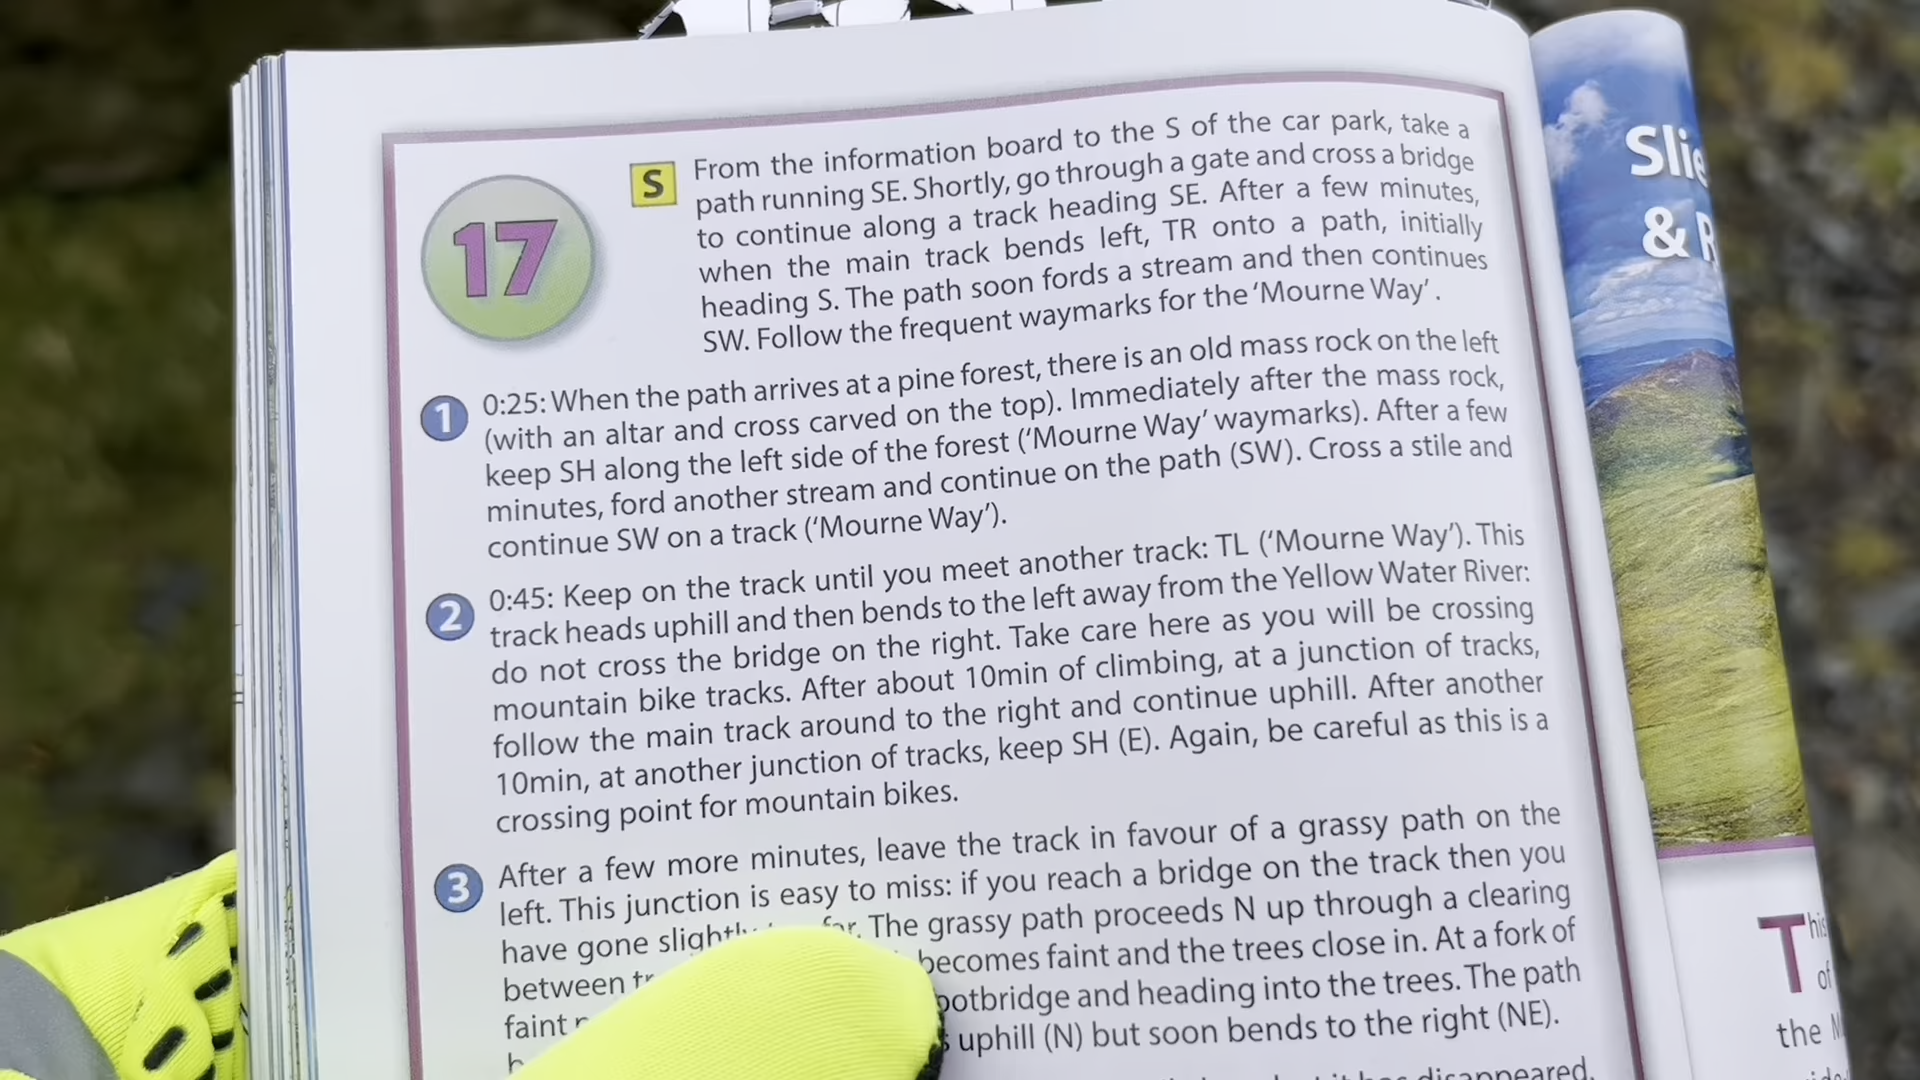 17
S
From the information board to the S of the car park, take a
path running SE. Shortly, go through a gate and cross a bridge
to continue along a track heading SE. After a few minutes,
when the main track bends left, TR onto a path, initially
heading S. The path soon fords a stream and then continues
SW. Follow the frequent waymarks for the 'Mourne Way' .
1
0:25: When the path arrives at a pine forest, there is an old mass rock on the left
(with an altar and cross carved on the top). Immediately after the mass rock,
keep SH along the left side of the forest ('Mourne Way' waymarks). After a few
minutes, ford another stream and continue on the path (SW). Cross a stile and
continue SW on a track ('Mourne Way').
2
0:45: Keep on the track until you meet another track: TL ('Mourne Way'). This
track heads uphill and then bends to the left away from the Yellow Water River:
do not cross the bridge on the right. Take care here as you will be crossing
mountain bike tracks. After about 10min of climbing, at a junction of tracks,
follow the main track around to the right and continue uphill. After another
10min, at another junction of tracks, keep SH (E). Again, be careful as this is a
crossing point for mountain bikes.
3
After a few more minutes, leave the track in favour of a grassy path on the
left. This junction is easy to miss: if you reach a bridge on the track then you
have gone The grassy path proceeds N up through a clearing
between becomes faint and the trees close in. At a fork of
faint and heading into the trees. The path
uphill (N) but soon bends to the right (NE).
disappeared.
&
of
the